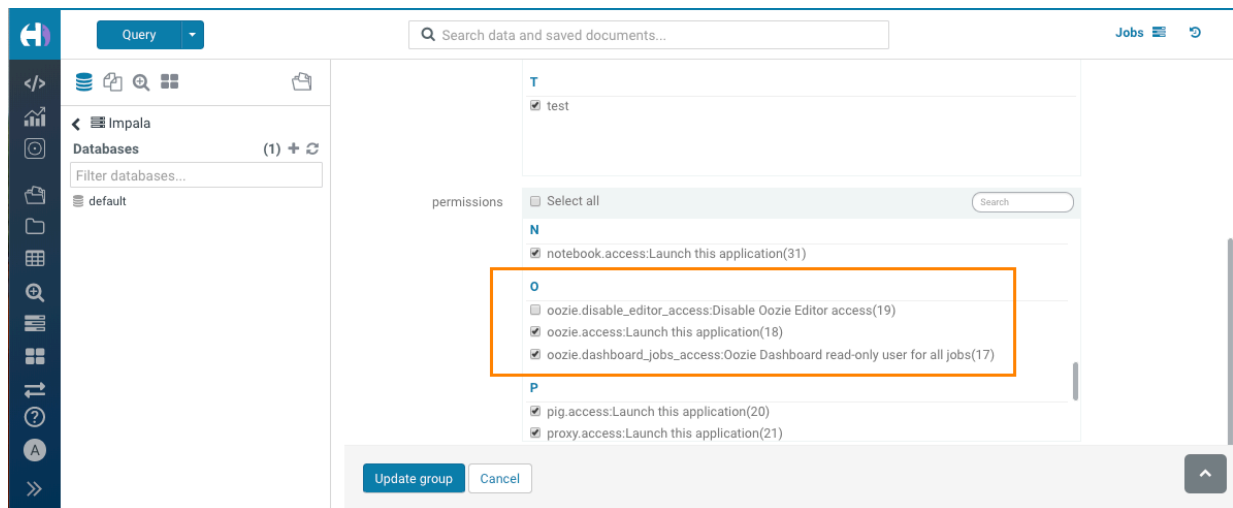 Query
Search data and saved documents...
Jobs
Impala
Databases (1)
Filter databases...
default
T
test
permissions
Select all
Search
N
notebook.access:Launch this application(31)
O
oozie.disable_editor_access:Disable Oozie Editor access(19)
oozie.access:Launch this application(18)
oozie.dashboard_jobs_access:Oozie Dashboard read-only user for all jobs(17)
P
pig.access:Launch this application(20)
proxy.access:Launch this application(21)
A
Update group
Cancel